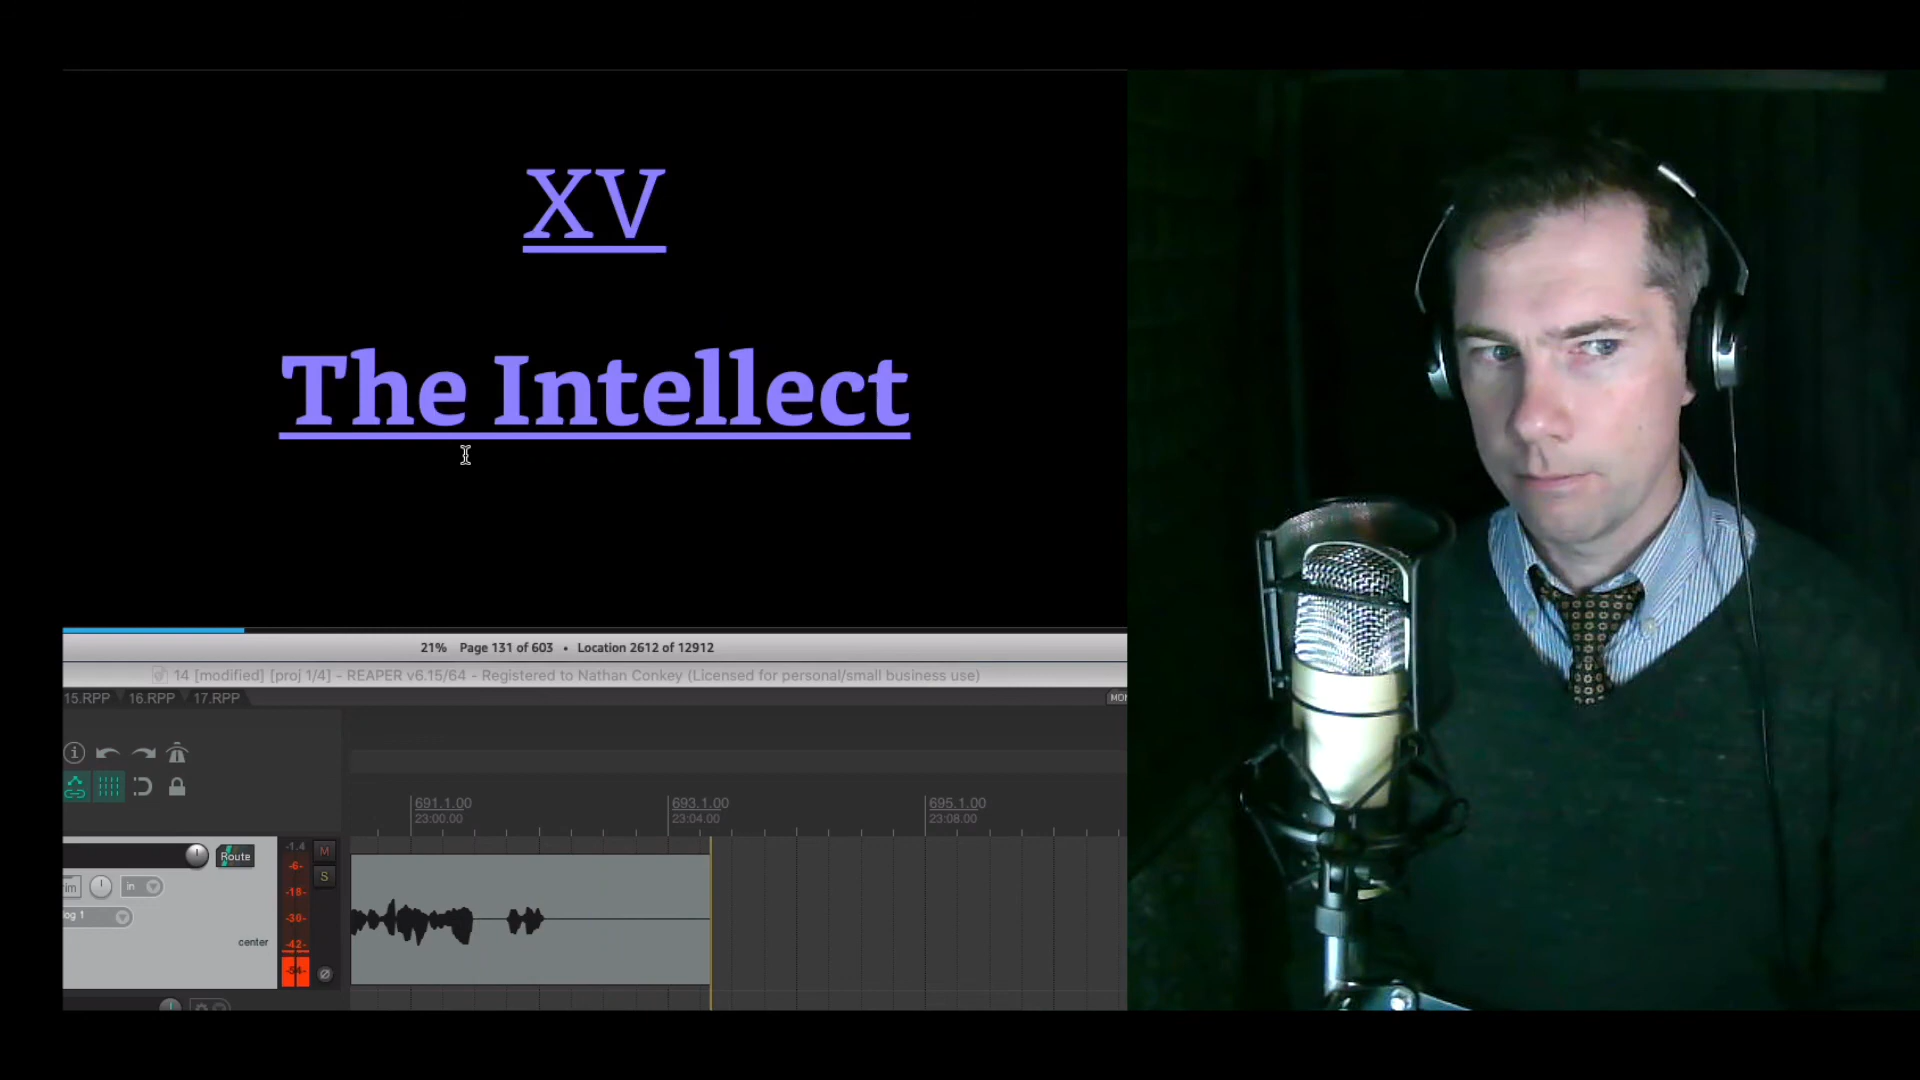 XV
The Intellect
21% Page 131 of 603 • Location 2612 of 12912
14 [modified] [proj 1/4] - REAPER v6.15/64 - Registered to Nathan Conkey (Licensed for personal/small business use)
15.RPP 16.RPP 17.RPP
691.1.00 693.1.00 695.1.00
23:00.00 23:04.00 23:08.00
-1.4 M
Route
-6-
S
in
-18-
-30-
center
-42-
-54-